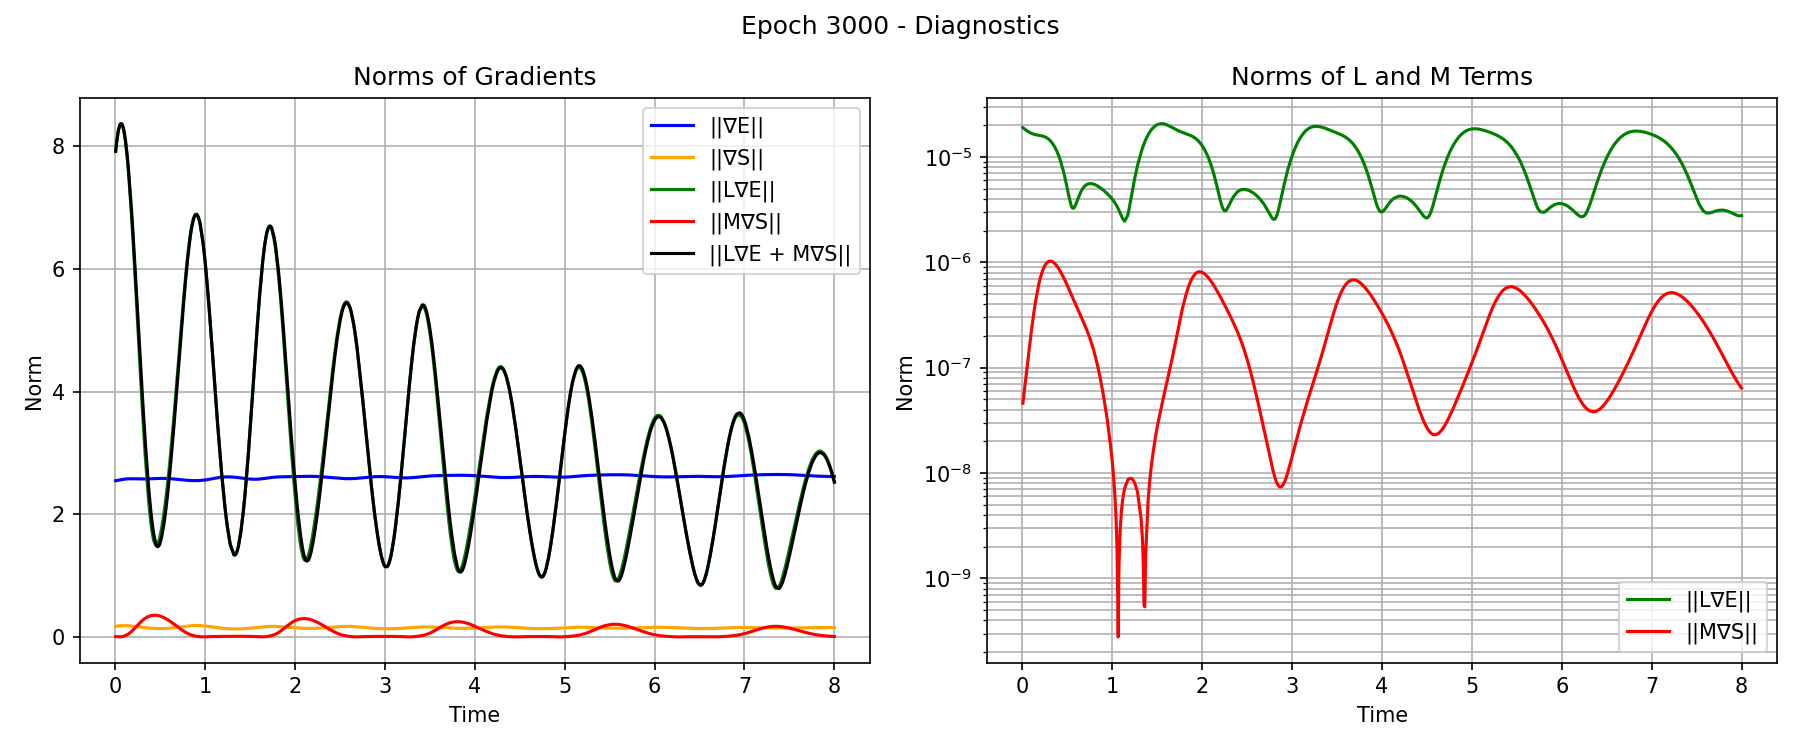 Epoch 3000 - Diagnostics
Norms of Gradients
Norm
8
6
4
2
0
0 1 2 3 4 5 6 7 8
Time
||∇E||
||∇S||
||L∇E||
||M∇S||
||L∇E + M∇S||
Norms of L and M Terms
Norm
10⁻⁵
10⁻⁶
10⁻⁷
10⁻⁸
10⁻⁹
0 1 2 3 4 5 6 7 8
Time
||L∇E||
||M∇S||